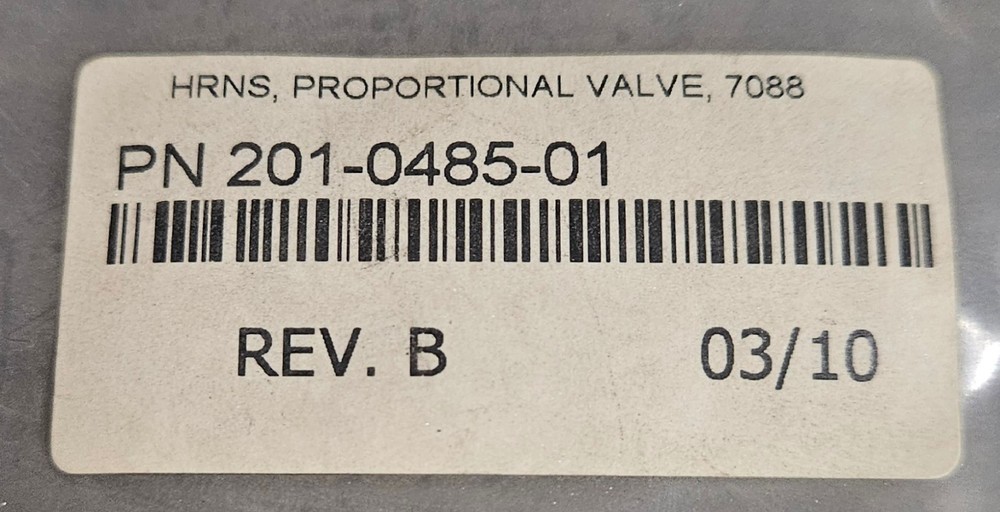 HRNS, PROPORTIONAL VALVE, 7088
PN 201-0485-01
REV. B 03/10